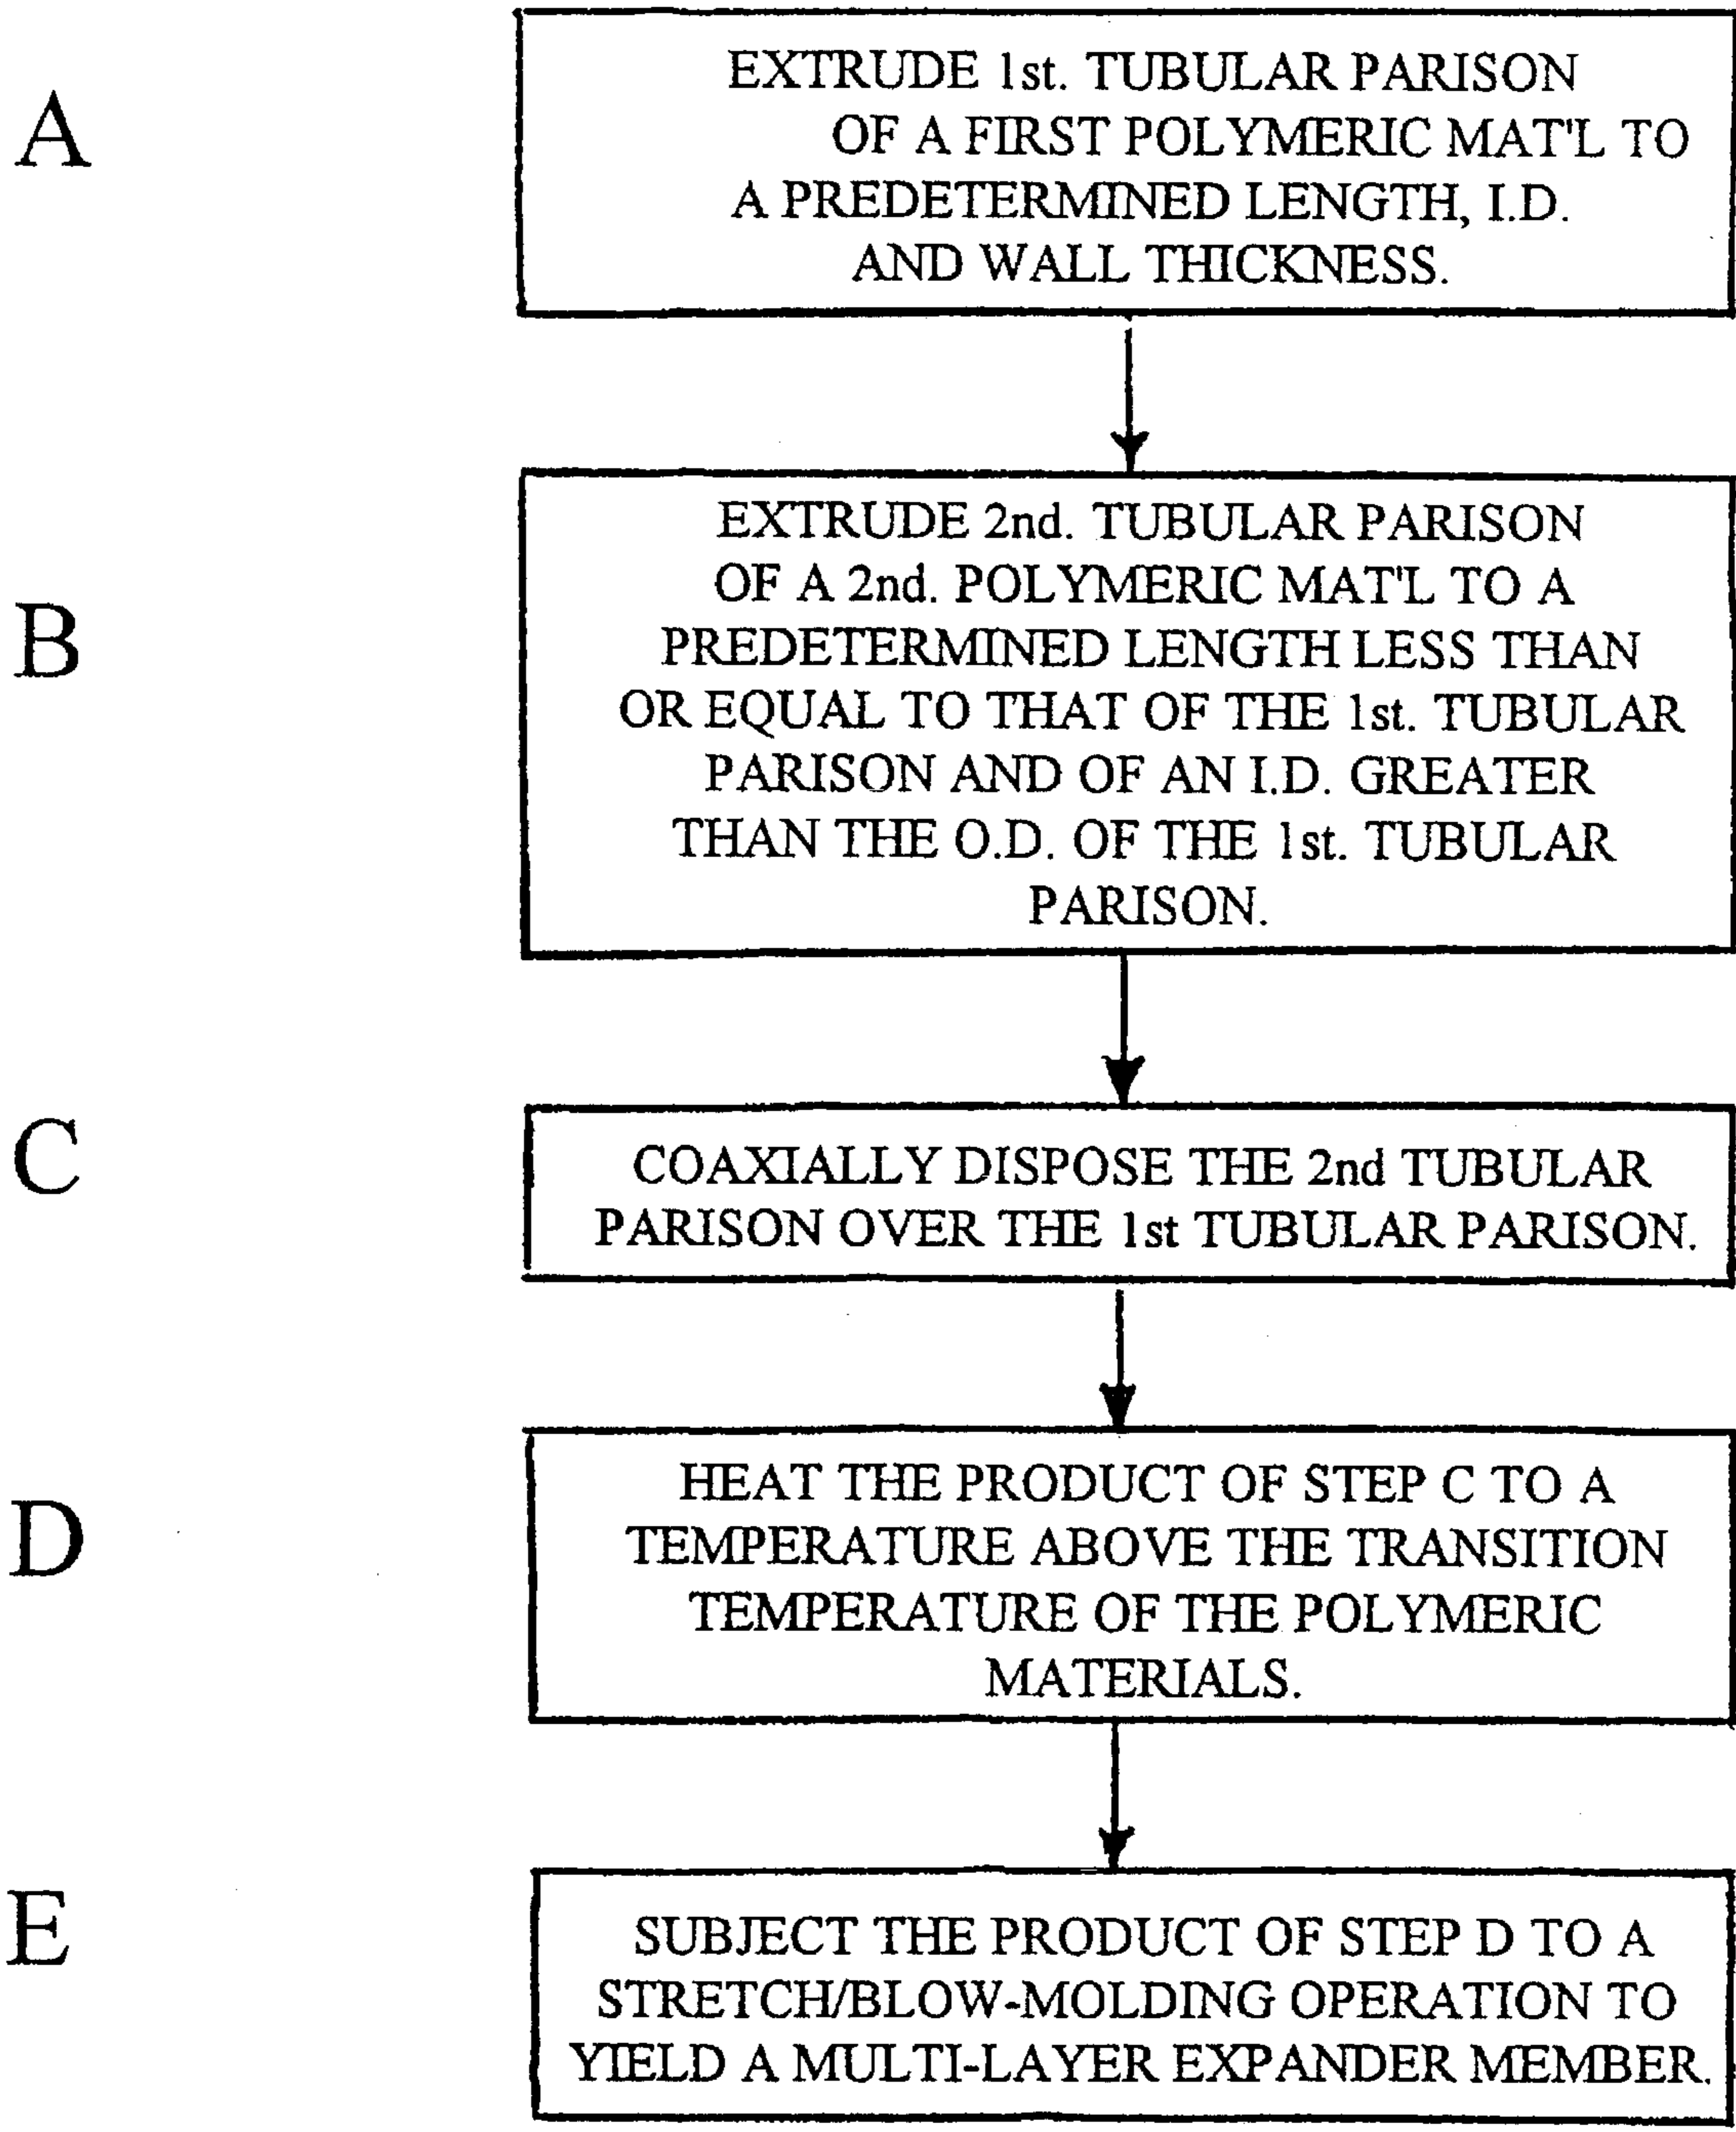 A
EXTRUDE 1st. TUBULAR PARISON
OF A FIRST POLYMERIC MAT'L TO
A PREDETERMINED LENGTH, I.D.
AND WALL THICKNESS.
B
EXTRUDE 2nd. TUBULAR PARISON
OF A 2nd. POLYMERIC MAT'L TO A
PREDETERMINED LENGTH LESS THAN
OR EQUAL TO THAT OF THE 1st. TUBULAR
PARISON AND OF AN I.D. GREATER
THAN THE O.D. OF THE 1st. TUBULAR
PARISON.
C
COAXIALLY DISPOSE THE 2nd TUBULAR
PARISON OVER THE 1st TUBULAR PARISON.
D
HEAT THE PRODUCT OF STEP C TO A
TEMPERATURE ABOVE THE TRANSITION
TEMPERATURE OF THE POLYMERIC
MATERIALS.
E
SUBJECT THE PRODUCT OF STEP D TO A
STRETCH/BLOW-MOLDING OPERATION TO
YIELD A MULTI-LAYER EXPANDER MEMBER.